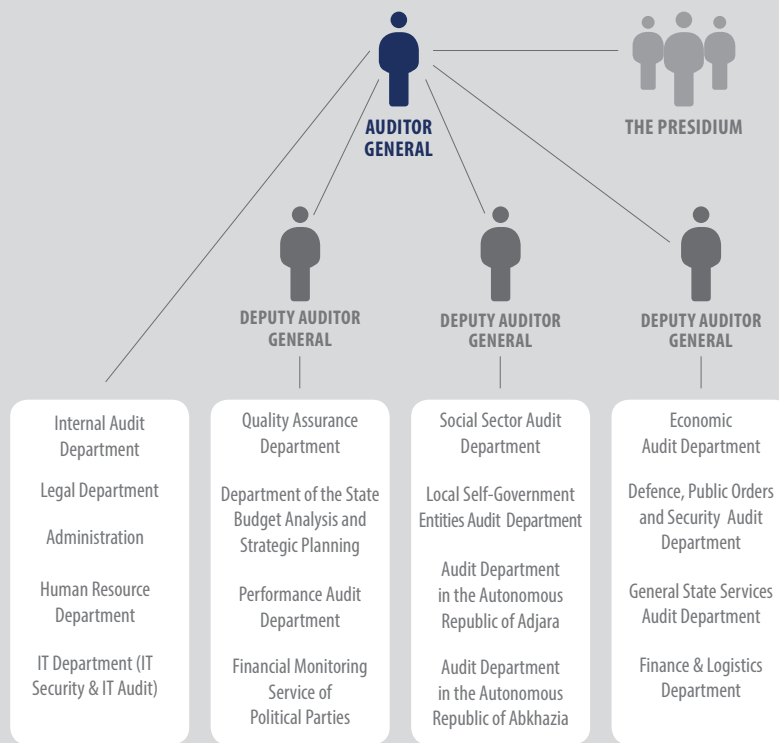 AUDITOR
GENERAL
THE PRESIDIUM
DEPUTY AUDITOR
GENERAL
DEPUTY AUDITOR
GENERAL
DEPUTY AUDITOR
GENERAL
Internal Audit
Department
Legal Department
Administration
Human Resource
Department
IT Department (IT
Security & IT Audit)
Quality Assurance
Department
Department of the State
Budget Analysis and
Strategic Planning
Performance Audit
Department
Financial Monitoring
Service of
Political Parties
Social Sector Audit
Department
Local Self-Government
Entities Audit Department
Audit Department
in the Autonomous
Republic of Adjara
Audit Department
in the Autonomous
Republic of Abkhazia
Economic
Audit Department
Defence, Public Orders
and Security Audit
Department
General State Services
Audit Department
Finance & Logistics
Department